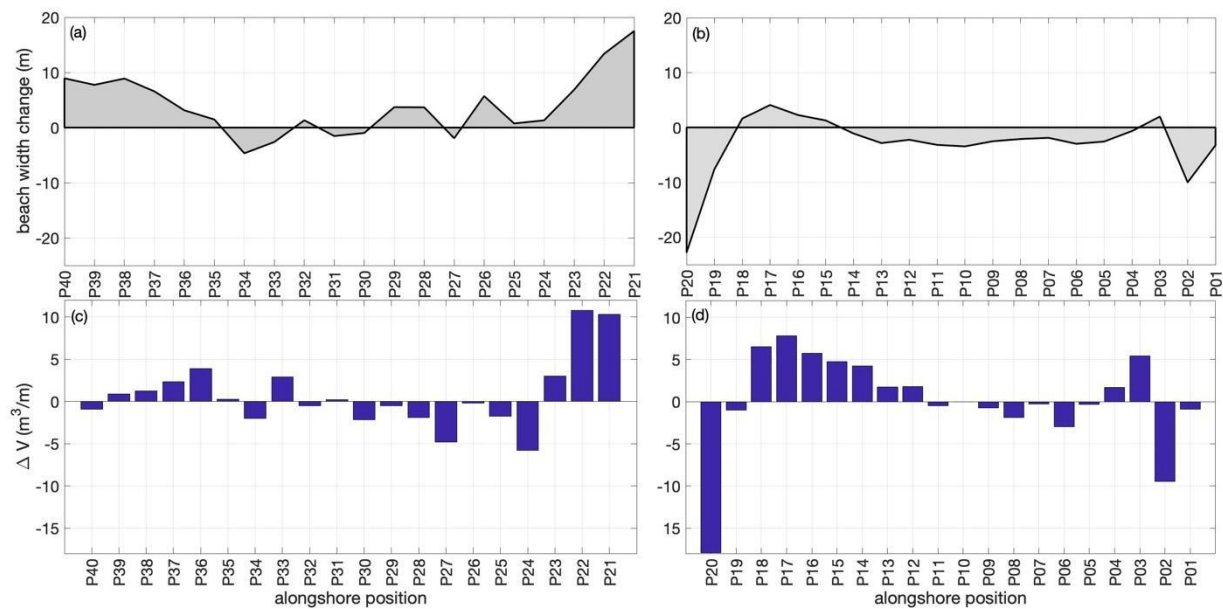 (a)
beach width change (m)
20
10
0
-10
-20
P40 P39 P38 P37 P36 P35 P34 P33 P32 P31 P30 P29 P28 P27 P26 P25 P24 P23 P22 P21
(b)
20
10
0
-10
-20
P20 P19 P18 P17 P16 P15 P14 P13 P12 P11 P10 P09 P08 P07 P06 P05 P04 P03 P02 P01
(c)
Δ V (m³/m)
10
5
0
-5
-10
-15
P40 P39 P38 P37 P36 P35 P34 P33 P32 P31 P30 P29 P28 P27 P26 P25 P24 P23 P22 P21
alongshore position
(d)
10
5
0
-5
10
15
P20 P19 P18 P17 P16 P15 P14 P13 P12 P11 P10 P09 P08 P07 P06 P05 P04 P03 P02 P01
alongshore position